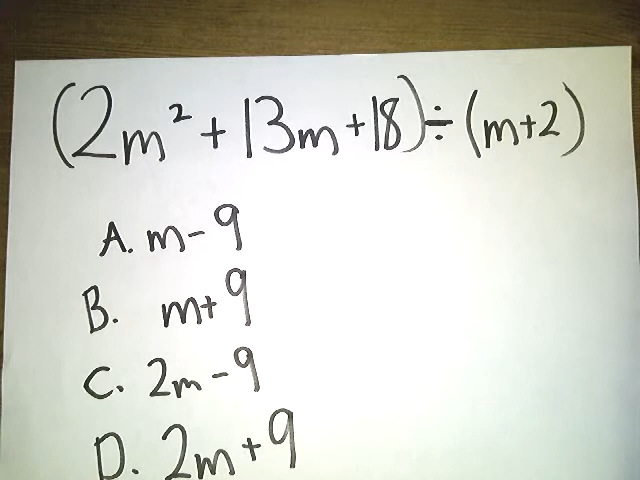 (2m² + 13m + 18) ÷ (m+2)
A. m - 9
B. m + 9
C. 2m - 9
D. 2m + 9